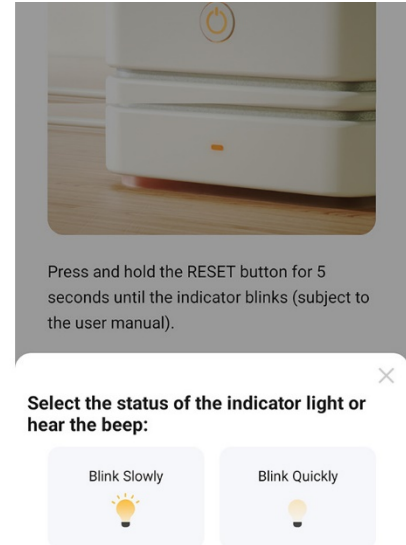 Press and hold the RESET button for 5
seconds until the indicator blinks (subject to
the user manual).
Select the status of the indicator light or
hear the beep:
Blink Slowly
Blink Quickly